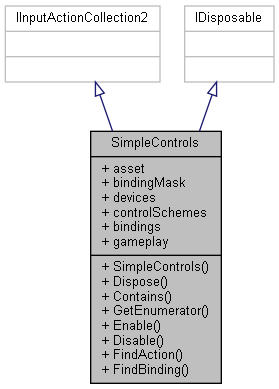 IInputActionCollection2
IDisposable
SimpleControls
+ asset
+ bindingMask
+ devices
+ controlSchemes
+ bindings
+ gameplay
+ SimpleControls()
+ Dispose()
+ Contains()
+ GetEnumerator()
+ Enable()
+ Disable()
+ FindAction()
+ FindBinding()